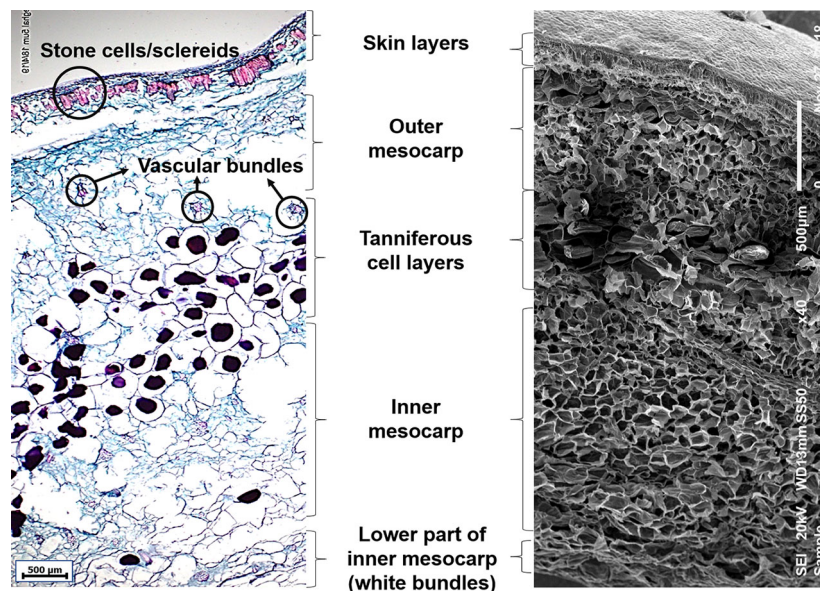 Stone cells/sclereids
Vascular bundles
500 µm
Skin layers
Outer
mesocarp
Tanniferous
cell layers
Inner
mesocarp
Lower part of
inner mesocarp
(white bundles)
500µm
x40
WD13mm SS50
20kV
SEI
Sample